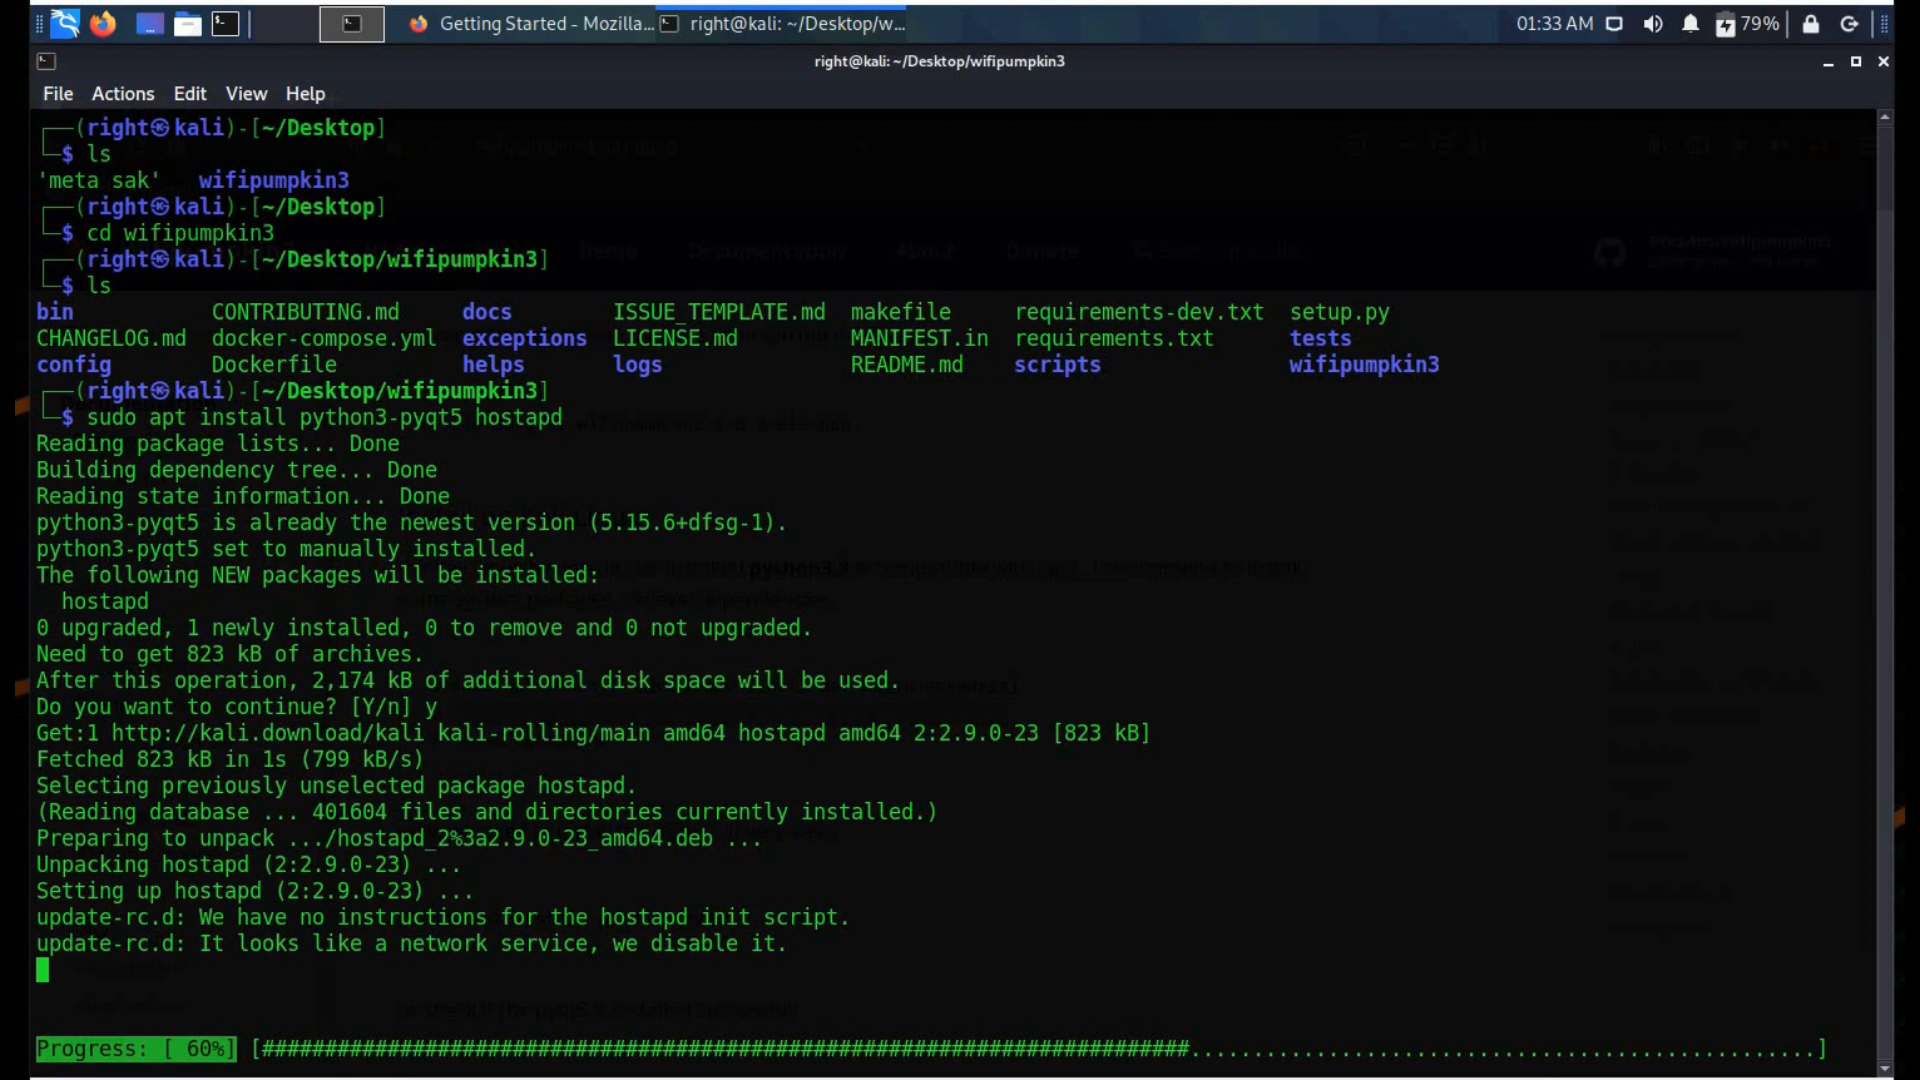 Getting Started - Mozilla... right@kali: ~/Desktop/w... 01:33 AM 79%
right@kali: ~/Desktop/wifipumpkin3
File Actions Edit View Help
(right㉿kali)-[~/Desktop]
$ ls
'meta sak' wifipumpkin3
(right㉿kali)-[~/Desktop]
$ cd wifipumpkin3
(right㉿kali)-[~/Desktop/wifipumpkin3]
$ ls
bin CONTRIBUTING.md docs ISSUE_TEMPLATE.md makefile requirements-dev.txt setup.py
CHANGELOG.md docker-compose.yml exceptions LICENSE.md MANIFEST.in requirements.txt tests
config Dockerfile helps logs README.md scripts wifipumpkin3
(right㉿kali)-[~/Desktop/wifipumpkin3]
$ sudo apt install python3-pyqt5 hostapd
Reading package lists... Done
Building dependency tree... Done
Reading state information... Done
python3-pyqt5 is already the newest version (5.15.6+dfsg-1).
python3-pyqt5 set to manually installed.
The following NEW packages will be installed:
hostapd
0 upgraded, 1 newly installed, 0 to remove and 0 not upgraded.
Need to get 823 kB of archives.
After this operation, 2,174 kB of additional disk space will be used.
Do you want to continue? [Y/n] y
Get:1 http://kali.download/kali kali-rolling/main amd64 hostapd amd64 2:2.9.0-23 [823 kB]
Fetched 823 kB in 1s (799 kB/s)
Selecting previously unselected package hostapd.
(Reading database ... 401604 files and directories currently installed.)
Preparing to unpack .../hostapd_2%3a2.9.0-23_amd64.deb ...
Unpacking hostapd (2:2.9.0-23) ...
Setting up hostapd (2:2.9.0-23) ...
update-rc.d: We have no instructions for the hostapd init script.
update-rc.d: It looks like a network service, we disable it.
Progress: [ 60%] [##########################################################################..................................................]